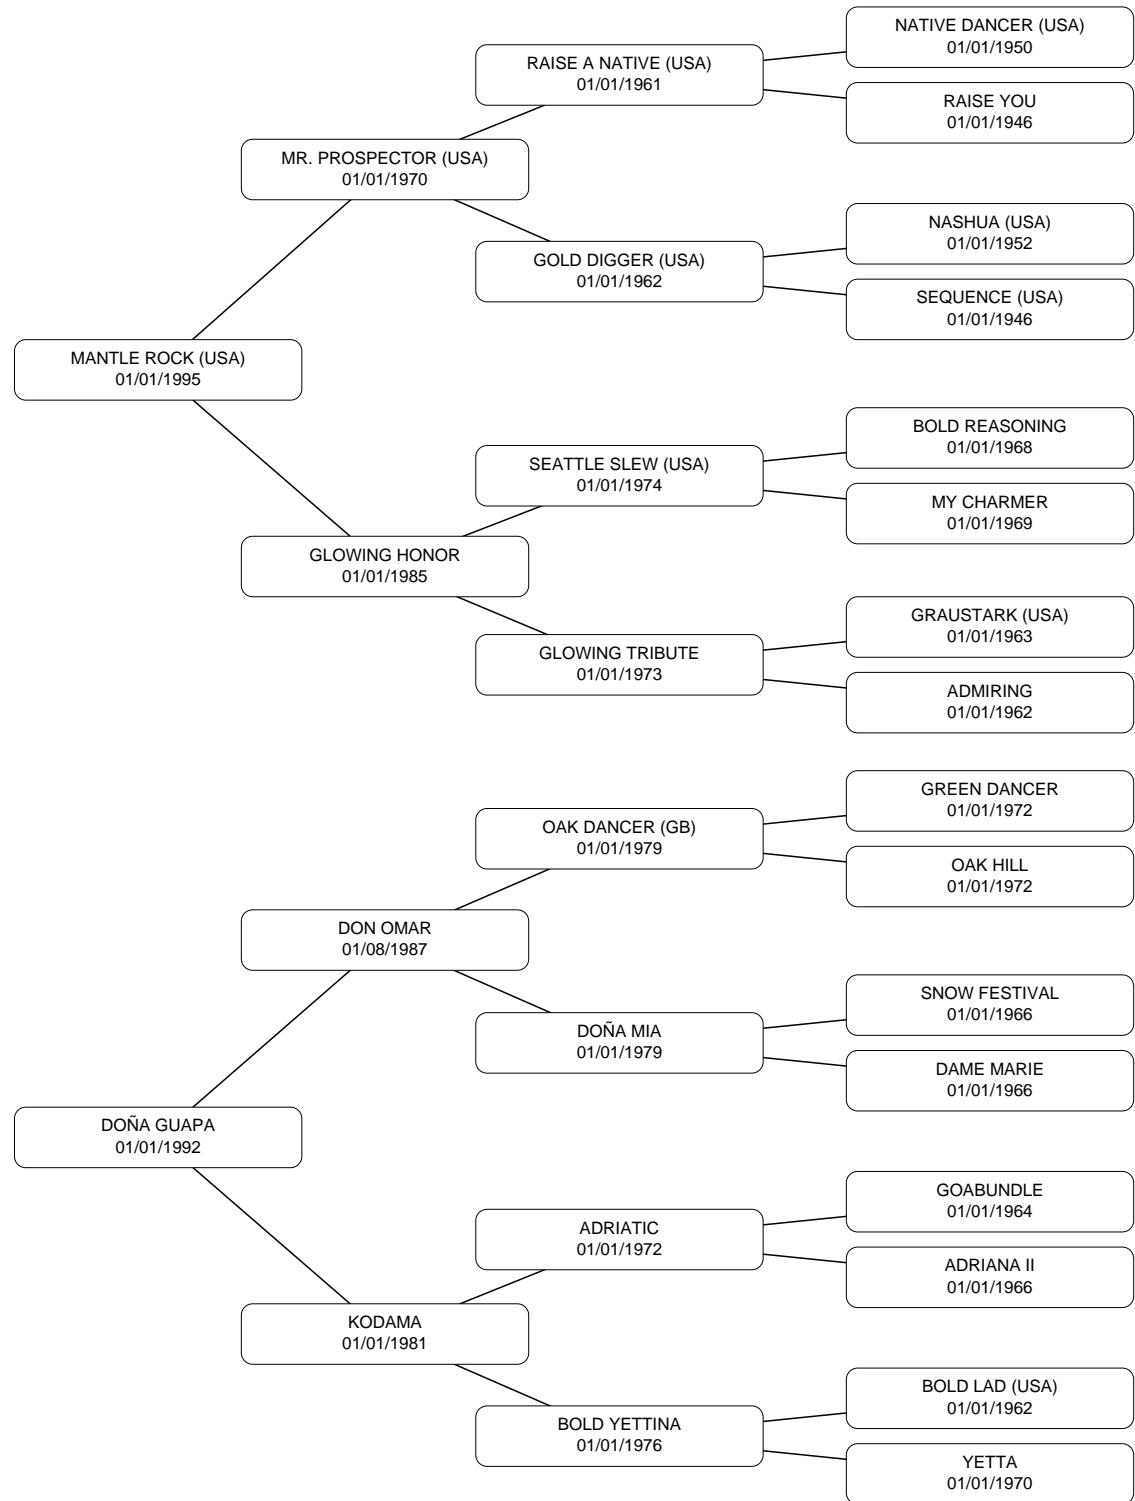 NATIVE DANCER (USA)
01/01/1950
RAISE A NATIVE (USA)
01/01/1961
RAISE YOU
01/01/1946
MR. PROSPECTOR (USA)
01/01/1970
NASHUA (USA)
01/01/1952
GOLD DIGGER (USA)
01/01/1962
SEQUENCE (USA)
01/01/1946
MANTLE ROCK (USA)
01/01/1995
BOLD REASONING
01/01/1968
SEATTLE SLEW (USA)
01/01/1974
MY CHARMER
01/01/1969
GLOWING HONOR
01/01/1985
GRAUSTARK (USA)
01/01/1963
GLOWING TRIBUTE
01/01/1973
ADMIRING
01/01/1962
GREEN DANCER
01/01/1972
OAK DANCER (GB)
01/01/1979
OAK HILL
01/01/1972
DON OMAR
01/08/1987
SNOW FESTIVAL
01/01/1966
DOÑA MIA
01/01/1979
DAME MARIE
01/01/1966
DOÑA GUAPA
01/01/1992
GOABUNDLE
01/01/1964
ADRIATIC
01/01/1972
ADRIANA II
01/01/1966
KODAMA
01/01/1981
BOLD LAD (USA)
01/01/1962
BOLD YETTINA
01/01/1976
YETTA
01/01/1970